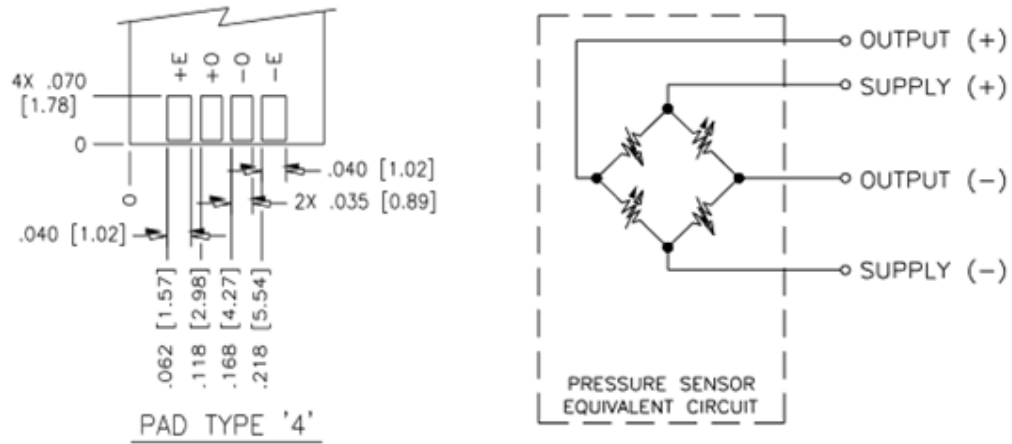 +E
+O
-O
-E
4X .070
[1.78]
0
0
.040 [1.02]
2X .035 [0.89]
.040 [1.02]
.062 [1.57]
.118 [2.98]
.168 [4.27]
.218 [5.54]
PAD TYPE '4'
OUTPUT (+)
SUPPLY (+)
OUTPUT (-)
SUPPLY (-)
PRESSURE SENSOR
EQUIVALENT CIRCUIT